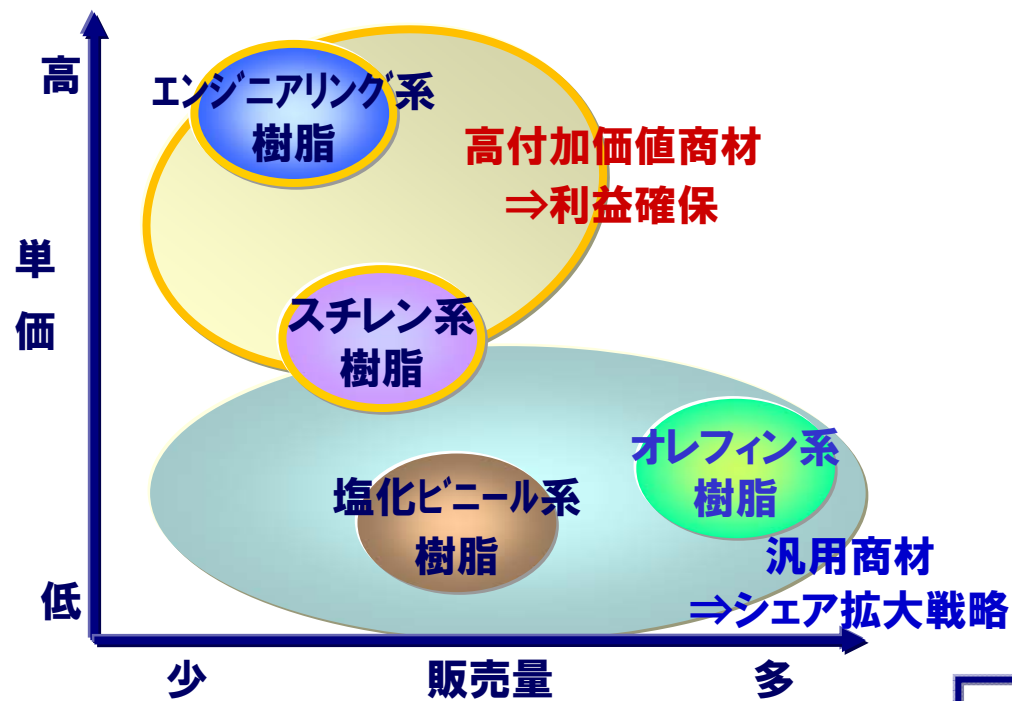 高
エンジニアリング系
樹脂
高付加価値商材
⇒利益確保
単
価
スチレン系
樹脂
オレフィン系
樹脂
塩化ビニール系
樹脂
汎用商材
⇒シェア拡大戦略
低
少
販売量
多